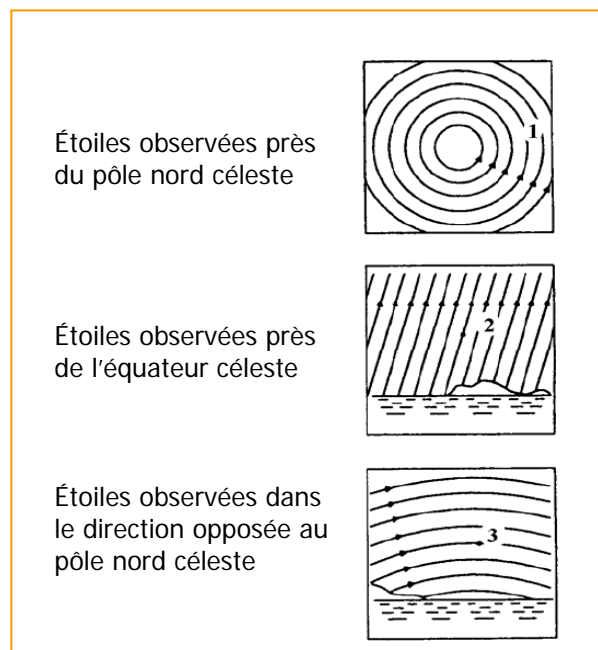 Étoiles observées près
du pôle nord céleste
1
Étoiles observées près
de l'équateur céleste
2
Étoiles observées dans
le direction opposée au
pôle nord céleste
3